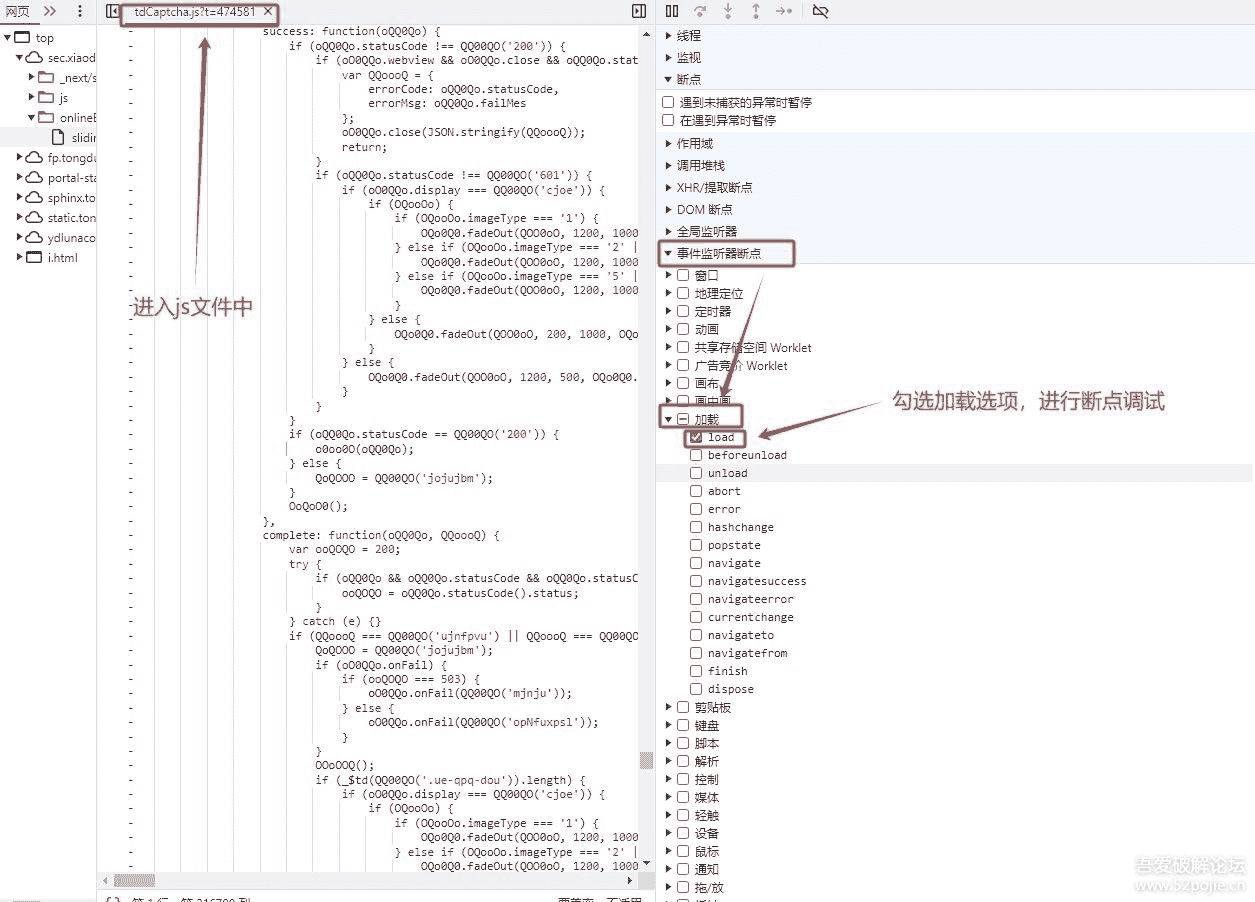 网页
tdCaptcha.js?t=474581
top
sec.xiaod
_next/s
js
onlineE
slidin
fp.tongdu
portal-sta
sphinx.to
static.ton
ydlunaco
i.html
success: function(oQQ0Qo) {
if (oQQ0Qo.statusCode !== QQ00QO('200')) {
if (oO0QQo.webview && oO0QQo.close && oQQ0Qo.stat
var QQoooQ = {
errorCode: oQQ0Qo.statusCode,
errorMsg: oQQ0Qo.failMes
};
oO0QQo.close(JSON.stringify(QQoooQ));
return;
}
if (oQQ0Qo.statusCode !== QQ00QO('601')) {
if (oO0QQo.display === QQ00QO('cjoe')) {
if (OQooOo) {
if (OQooOo.imageType === '1') {
OQo0Q0.fadeOut(QOO0oO, 1200, 1000
} else if (OQooOo.imageType === '2' |
OQo0Q0.fadeOut(QOO0oO, 1200, 1000
} else if (OQooOo.imageType === '5' |
OQo0Q0.fadeOut(QOO0oO, 1200, 1000
}
} else {
OQo0Q0.fadeOut(QOO0oO, 200, 1000, OQo
}
} else {
OQo0Q0.fadeOut(QOO0oO, 1200, 500, OQo0Q0.
}
}
}
if (oQQ0Qo.statusCode == QQ00QO('200')) {
o0oo0O(oQQ0Qo);
} else {
QoQOOO = QQ00QO('jojujbm');
}
OoQoO0();
},
complete: function(oQQ0Qo, QQoooQ) {
var ooQOQO = 200;
try {
if (oQQ0Qo && oQQ0Qo.statusCode && oQQ0Qo.statusC
ooQOQO = oQQ0Qo.statusCode().status;
}
} catch (e) {}
if (QQoooQ === QQ00QO('ujnfpvu') || QQoooQ === QQ00QO
QoQOOO = QQ00QO('jojujbm');
if (oO0QQo.onFail) {
if (ooQOQO === 503) {
oO0QQo.onFail(QQ00QO('mjnju'));
} else {
oO0QQo.onFail(QQ00QO('opNfuxpsl'));
}
}
OOoOOQ();
if (_$td(QQ00QO('.ue-qpq-dou')).length) {
if (oO0QQo.display === QQ00QO('cjoe')) {
if (OQooOo) {
if (OQooOo.imageType === '1') {
OQo0Q0.fadeOut(QOO0oO, 1200, 1000
} else if (OQooOo.imageType === '2' |
OQo0Q0.fadeOut(QOO0oO, 1200, 1000
进入js文件中
线程
监视
断点
遇到未捕获的异常时暂停
在遇到异常时暂停
作用域
调用堆栈
XHR/提取断点
DOM 断点
全局监听器
事件监听器断点
窗口
地理定位
定时器
动画
共享存储空间 Worklet
广告竞价 Worklet
画布
画中画
加载
load
beforeunload
unload
abort
error
hashchange
popstate
navigate
navigatesuccess
navigateerror
currentchange
navigateto
navigatefrom
finish
dispose
剪贴板
键盘
脚本
解析
控制
媒体
轻触
设备
鼠标
通知
拖/放
勾选加载选项，进行断点调试
吾爱破解论坛
www.52pojie.cn